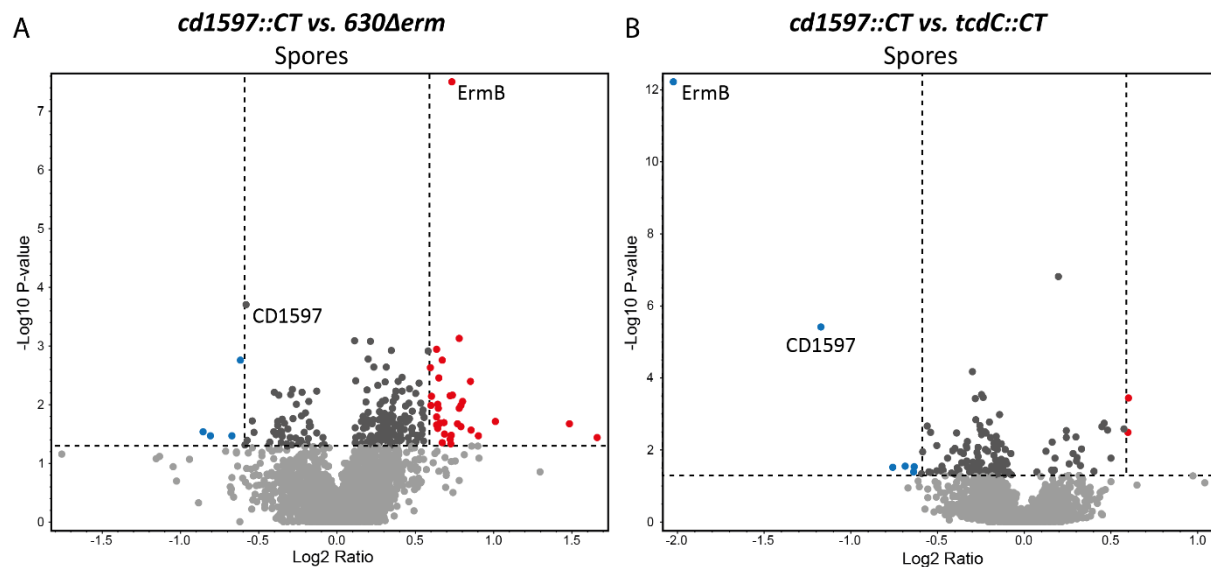 A
cd1597::CT vs. 630Δerm
Spores
ErmB
CD1597
7
6
5
4
3
2
1
0
-Log10 P-value
-1.5
-1.0
-0.5
0.0
0.5
1.0
1.5
Log2 Ratio
B
cd1597::CT vs. tcdC::CT
Spores
ErmB
CD1597
12
10
8
6
4
2
0
-Log10 P-value
-2.0
-1.5
-1.0
-0.5
0.0
0.5
1.0
Log2 Ratio